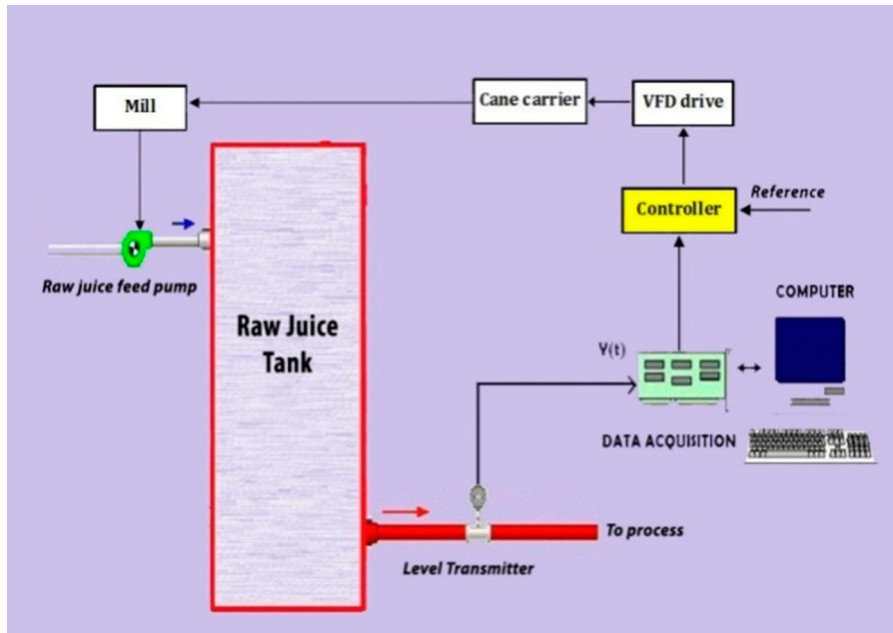 Mill
Cane carrier
VFD drive
Reference
Controller
Raw juice feed pump
COMPUTER
Raw Juice
Tank
Y(t)
DATA ACQUISITION
To process
Level Transmitter